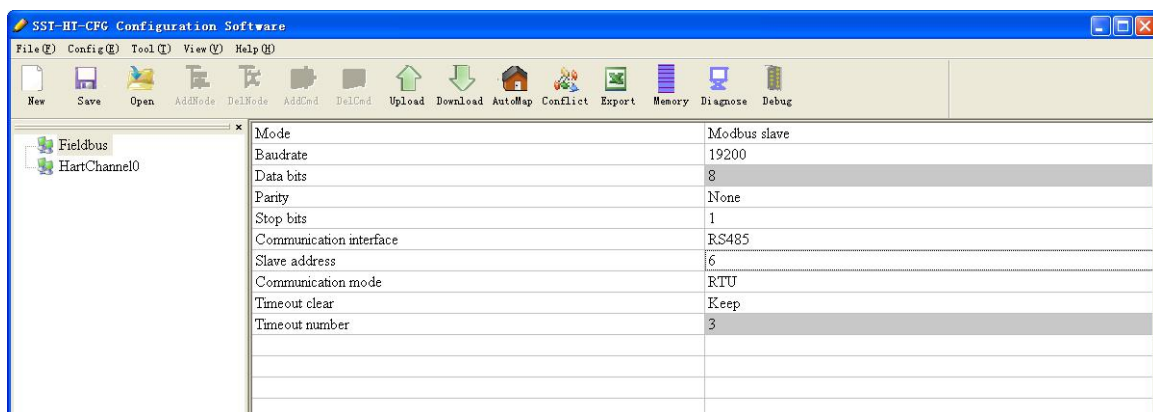 SST-HT-CFG Configuration Software
File(F) Config(E) Tool(T) View(V) Help(H)
New Save Open AddNode DelNode AddCmd DelCmd Upload Download AutoMap Conflict Export Memory Diagnose Debug
Fieldbus
HartChannel0
Mode Modbus slave
Baudrate 19200
Data bits 8
Parity None
Stop bits 1
Communication interface RS485
Slave address 6
Communication mode RTU
Timeout clear Keep
Timeout number 3